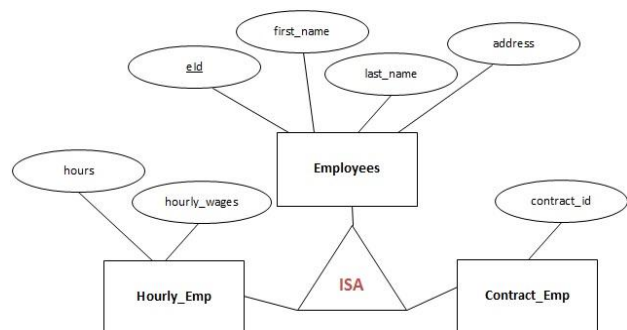 first_name
address
eId
last_name
Employees
hours
hourly_wages
contract_id
ISA
Hourly_Emp
Contract_Emp